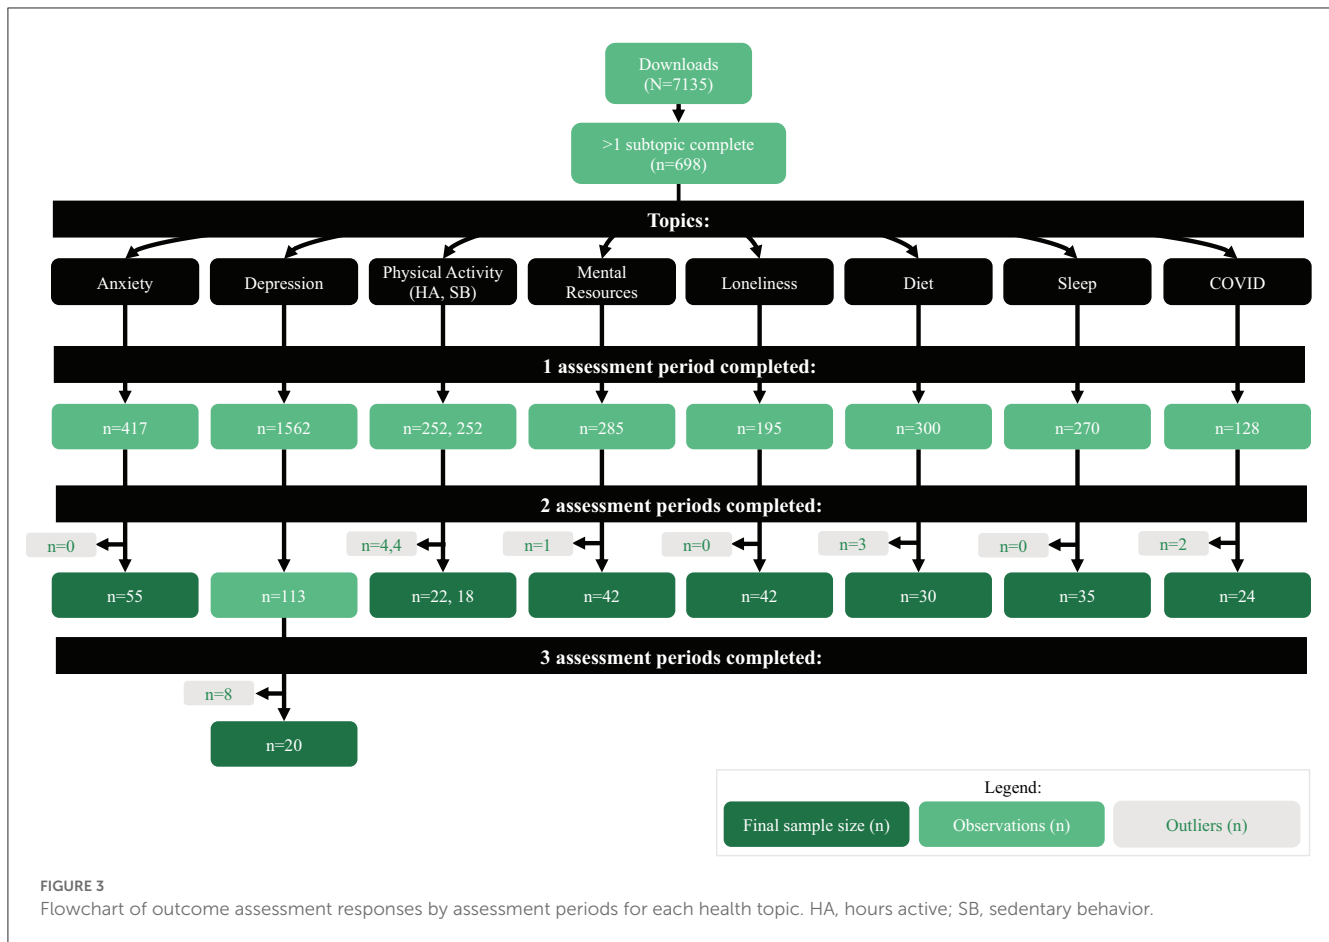 Downloads
(N=7135)
>1 subtopic complete
(n=698)
Topics:
Anxiety
Depression
Physical Activity
(HA, SB)
Mental
Resources
Loneliness
Diet
Sleep
COVID
1 assessment period completed:
n=417
n=1562
n=252, 252
n=285
n=195
n=300
n=270
n=128
2 assessment periods completed:
n=0
n=4,4
n=1
n=0
n=3
n=0
n=2
n=55
n=113
n=22, 18
n=42
n=42
n=30
n=35
n=24
3 assessment periods completed:
n=8
n=20
Legend:
Final sample size (n)
Observations (n)
Outliers (n)
FIGURE 3
Flowchart of outcome assessment responses by assessment periods for each health topic. HA, hours active; SB, sedentary behavior.